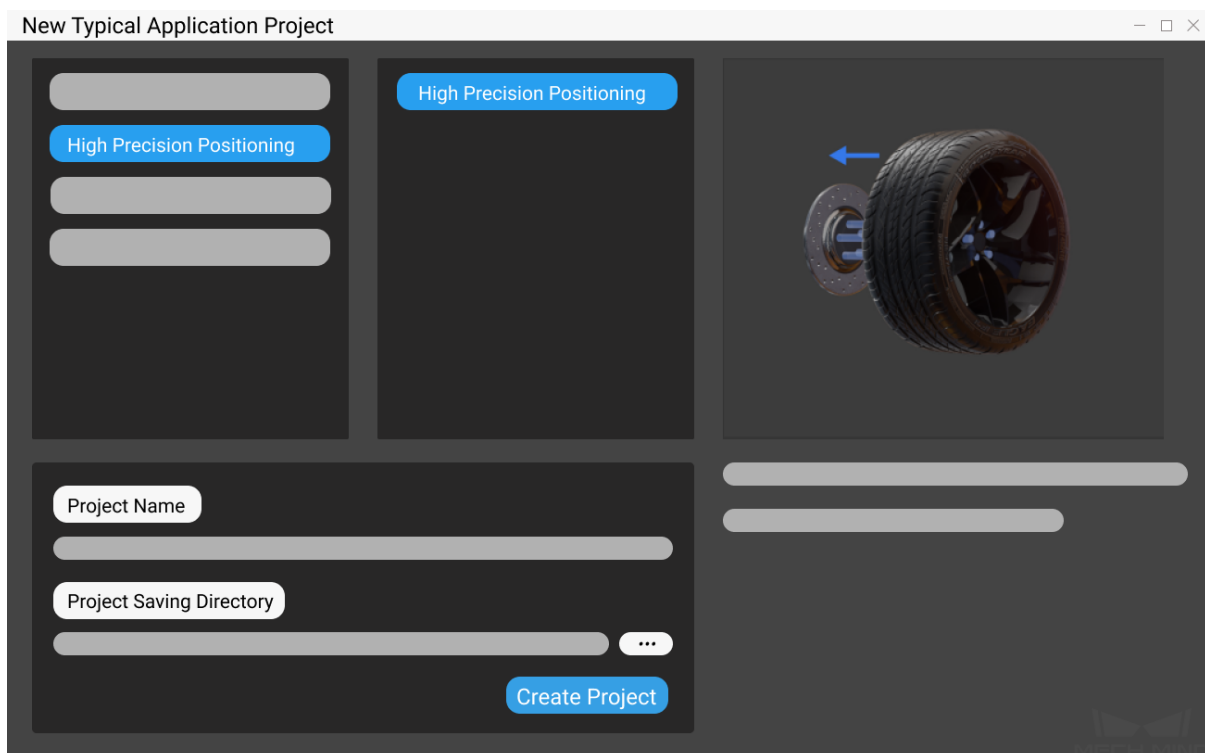 New Typical Application Project
High Precision Positioning
High Precision Positioning
Project Name
Project Saving Directory
...
Create Project